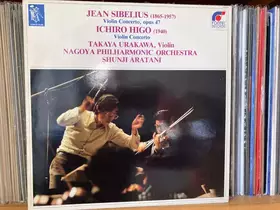 JEAN SIBELIUS (1865-1957)
Violin Concerto, opus 47
ICHIRO HIGO (1940)
Violin Concerto
TAKAYA URAKAWA, Violin
NAGOYA PHILHARMONIC ORCHESTRA
SHUNJI ARATANI